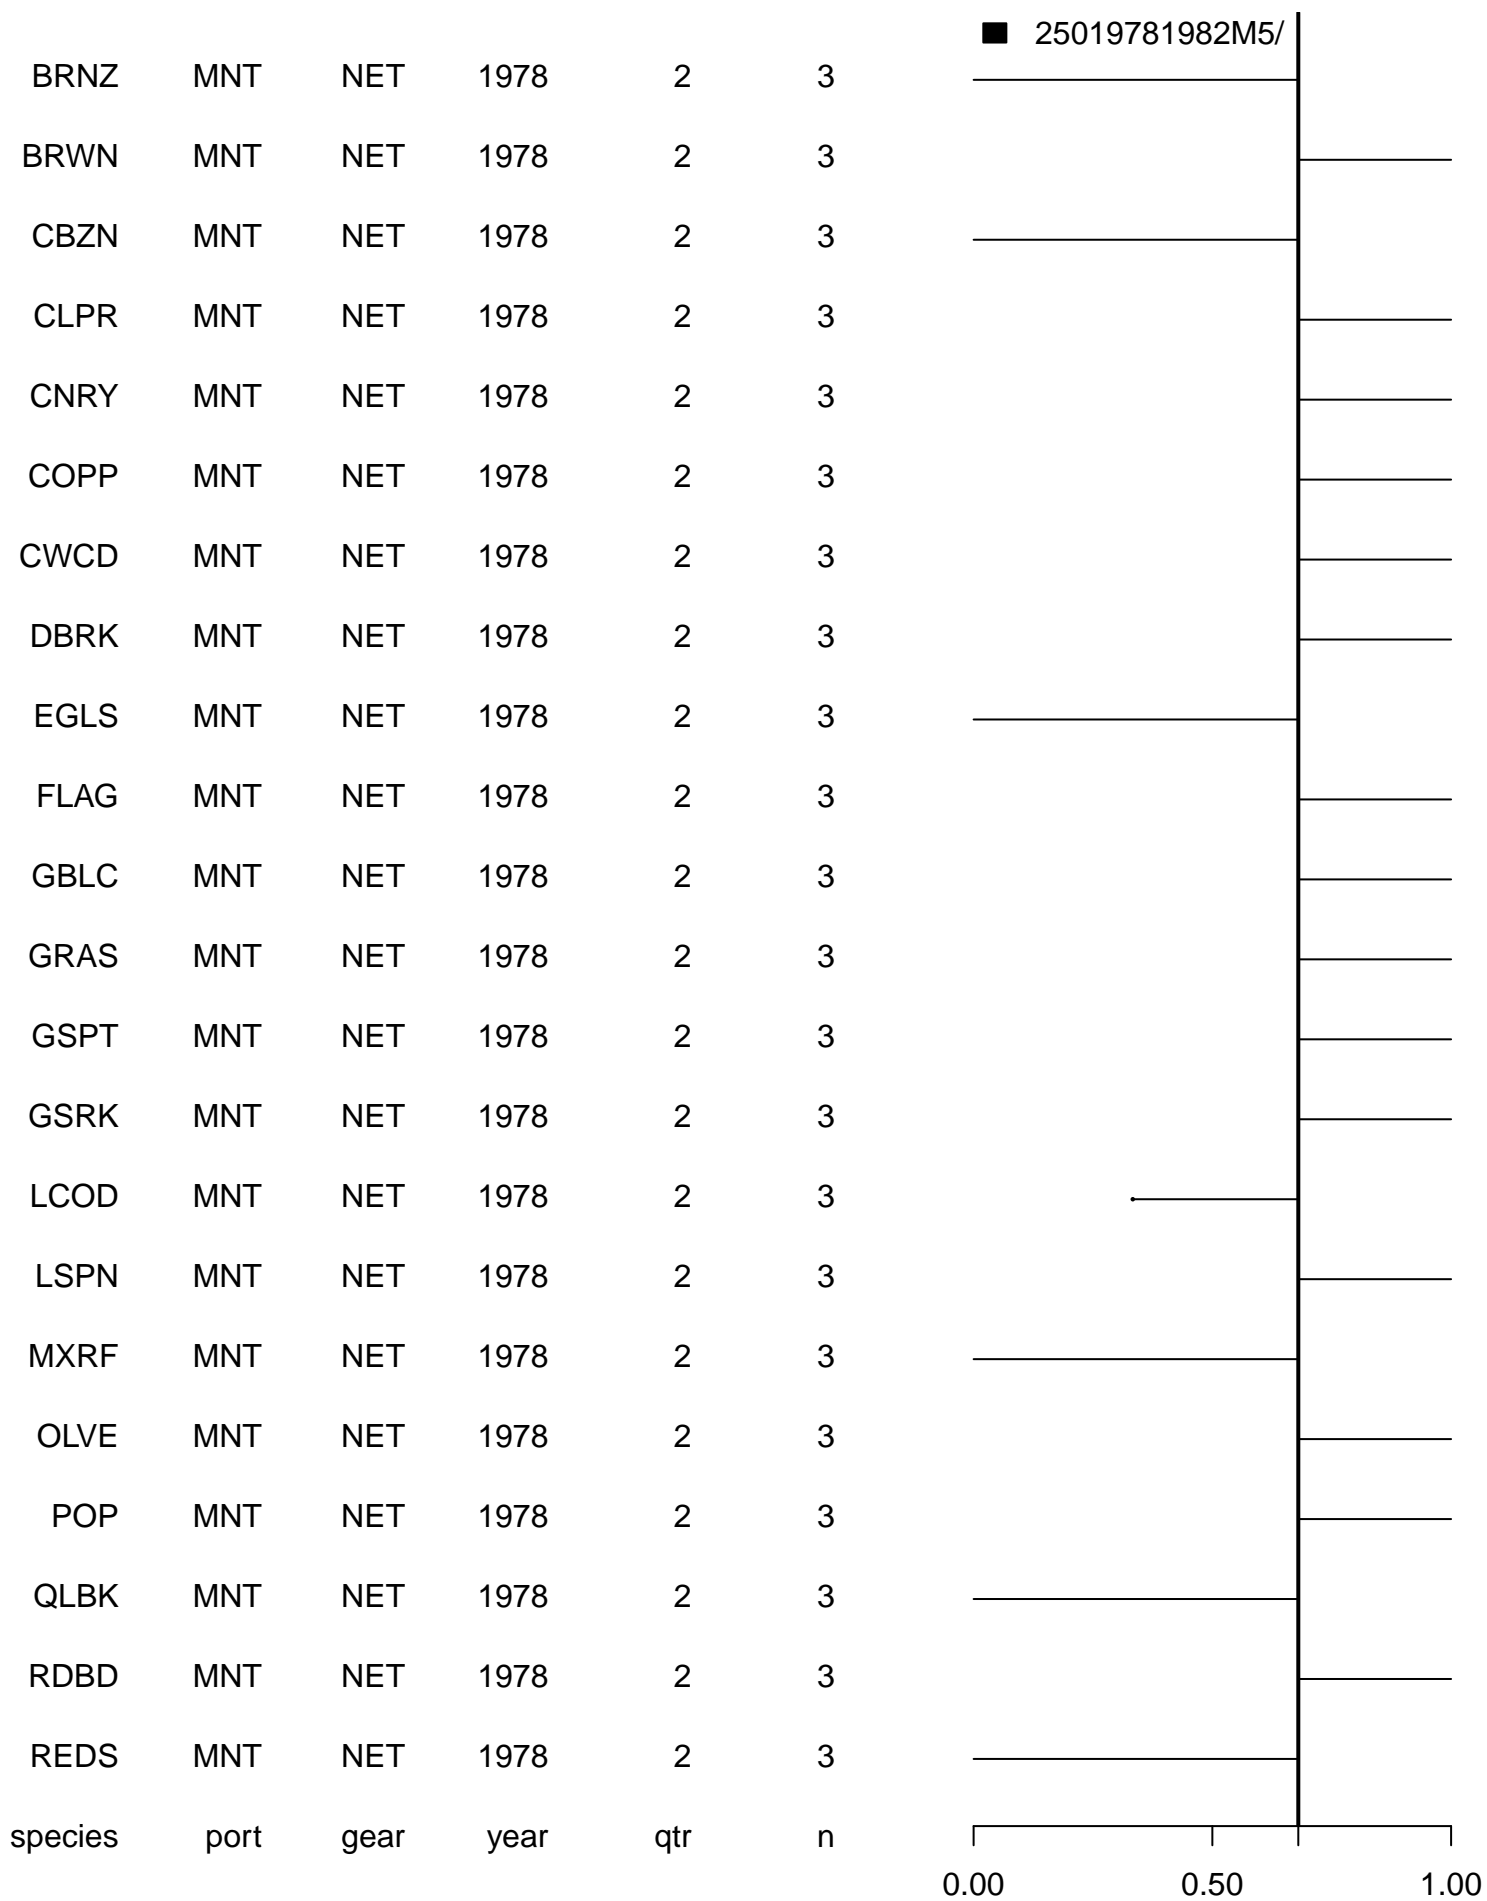 25019781982M5/
BRNZ MNT NET 1978 2 3
BRWN MNT NET 1978 2 3
CBZN MNT NET 1978 2 3
CLPR MNT NET 1978 2 3
CNRY MNT NET 1978 2 3
COPP MNT NET 1978 2 3
CWCD MNT NET 1978 2 3
DBRK MNT NET 1978 2 3
EGLS MNT NET 1978 2 3
FLAG MNT NET 1978 2 3
GBLC MNT NET 1978 2 3
GRAS MNT NET 1978 2 3
GSPT MNT NET 1978 2 3
GSRK MNT NET 1978 2 3
LCOD MNT NET 1978 2 3
LSPN MNT NET 1978 2 3
MXRF MNT NET 1978 2 3
OLVE MNT NET 1978 2 3
POP MNT NET 1978 2 3
QLBK MNT NET 1978 2 3
RDBD MNT NET 1978 2 3
REDS MNT NET 1978 2 3
species port gear year qtr n
0.00 0.50 1.00